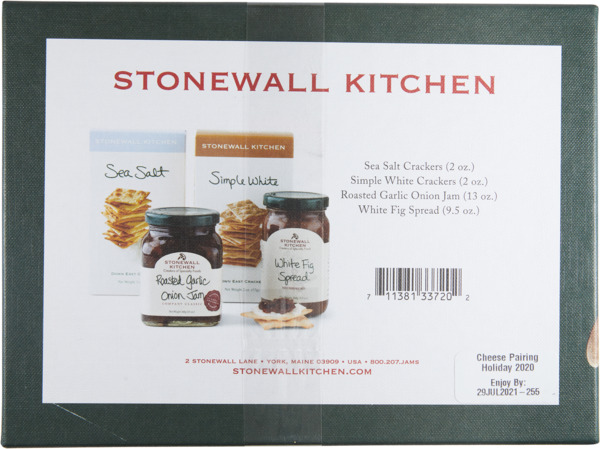 STONEWALL KITCHEN
STONEWALL KITCHEN
STONEWALL KITCHEN
Sea Salt
Simple White
Sea Salt Crackers (2 oz.)
Simple White Crackers (2 oz.)
Roasted Garlic Onion Jam (13 oz.)
White Fig Spread (9.5 oz.)
STONEWALL
KITCHEN
Roasted Garlic
Onion Jam
STONEWALL
KITCHEN
White Fig
Spread
7 11381 33720 2
2 STONEWALL LANE • YORK, MAINE 03909 • USA • 800.207.JAMS
STONEWALLKITCHEN.COM
Cheese Pairing
Holiday 2020
Enjoy By:
29JUL2021-255